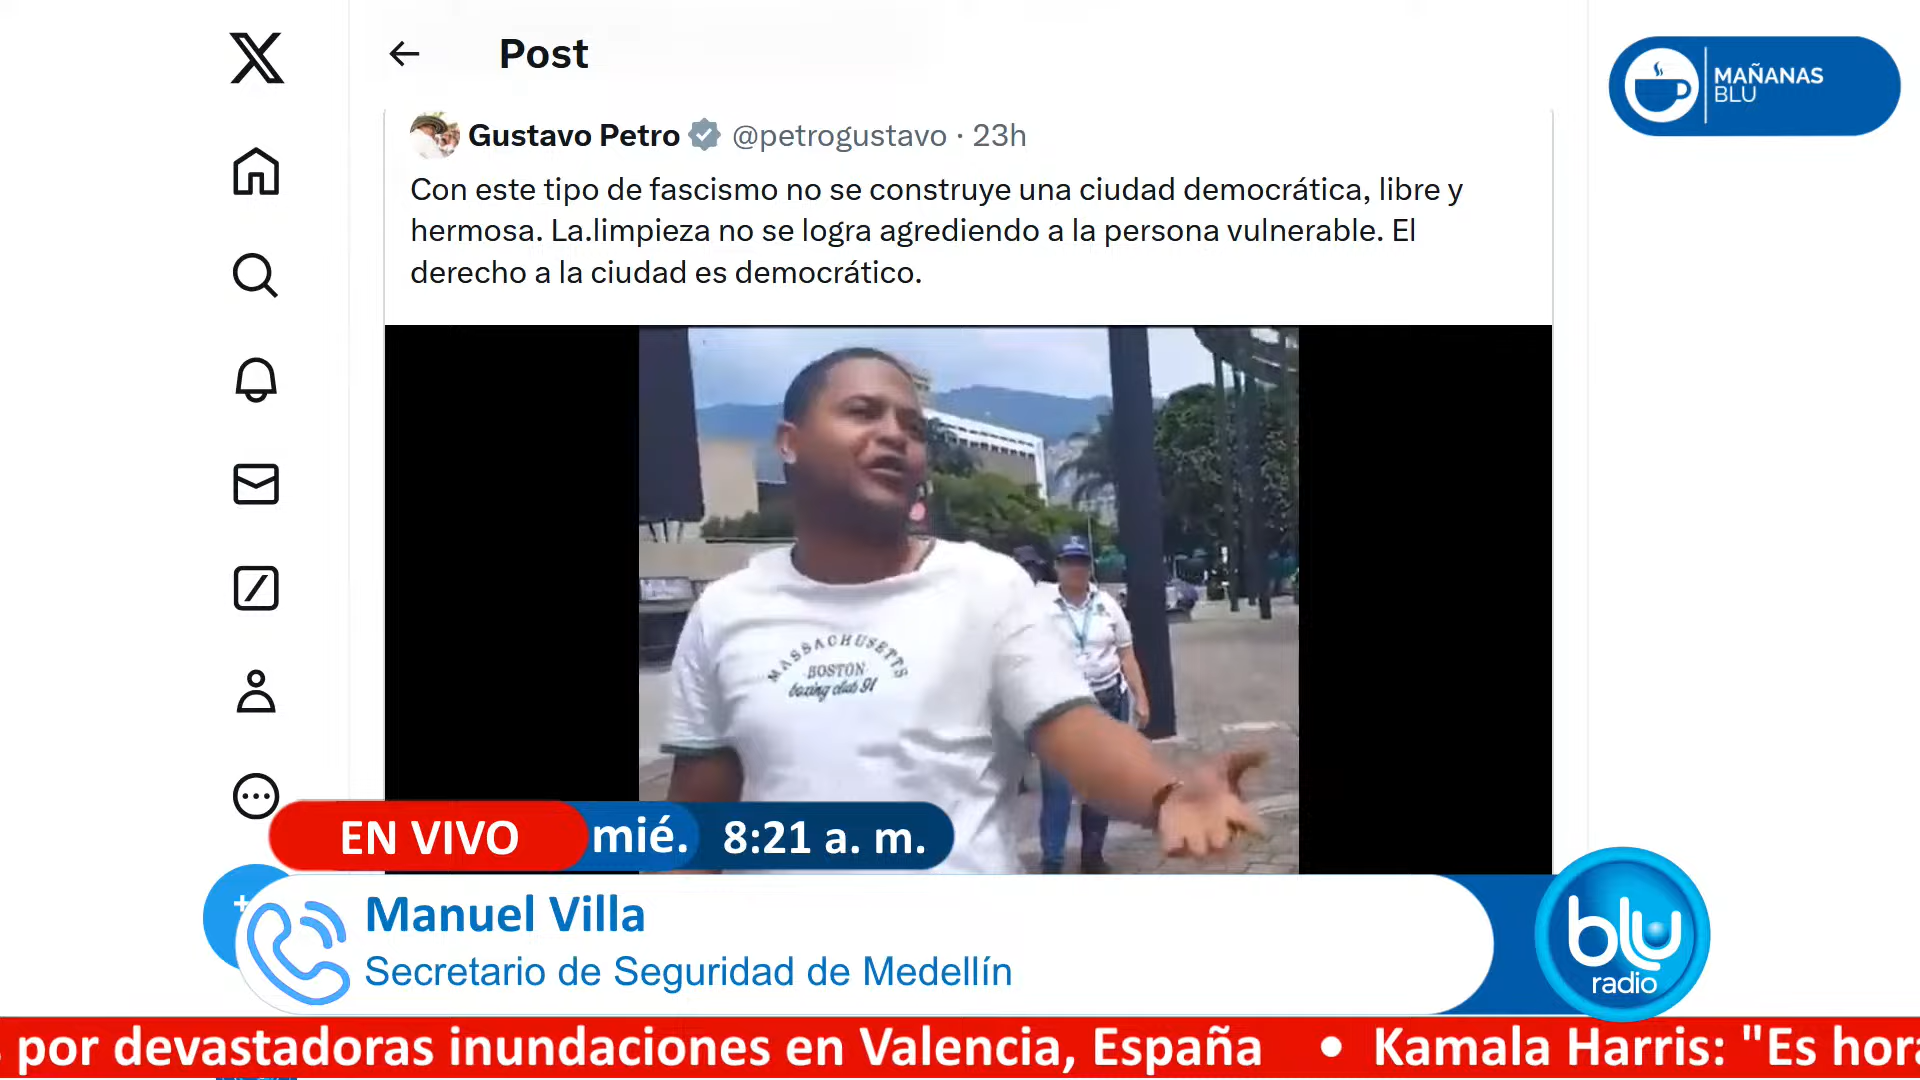 Post
MAÑANAS
BLU
Gustavo Petro @petrogustavo · 23h
Con este tipo de fascismo no se construye una ciudad democrática, libre y
hermosa. La.limpieza no se logra agrediendo a la persona vulnerable. El
derecho a la ciudad es democrático.
MASSACHUSETTS
BOSTON
boxing club 91
EN VIVO mié. 8:21 a. m.
Manuel Villa
Secretario de Seguridad de Medellín
blu
radio
por devastadoras inundaciones en Valencia, España • Kamala Harris: "Es hora